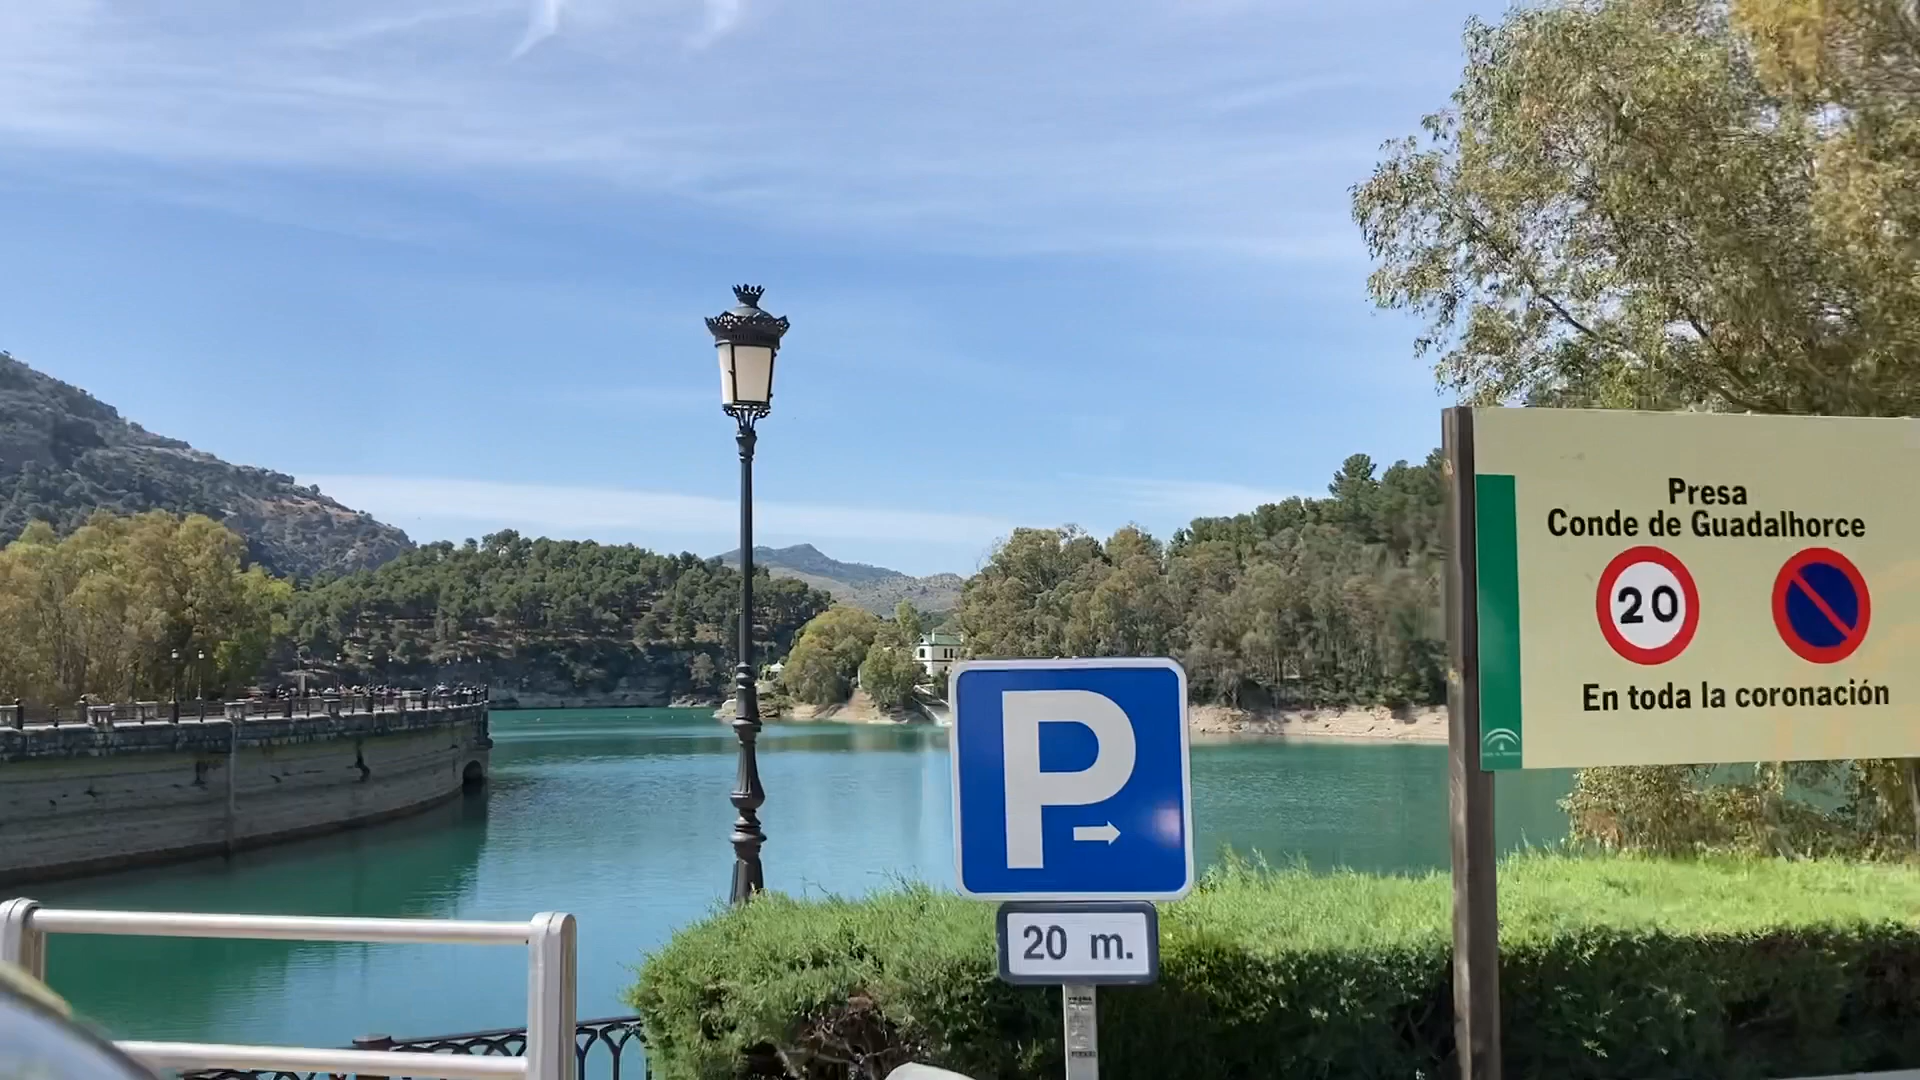 P
20 m.
Presa
Conde de Guadalhorce
20
En toda la coronación